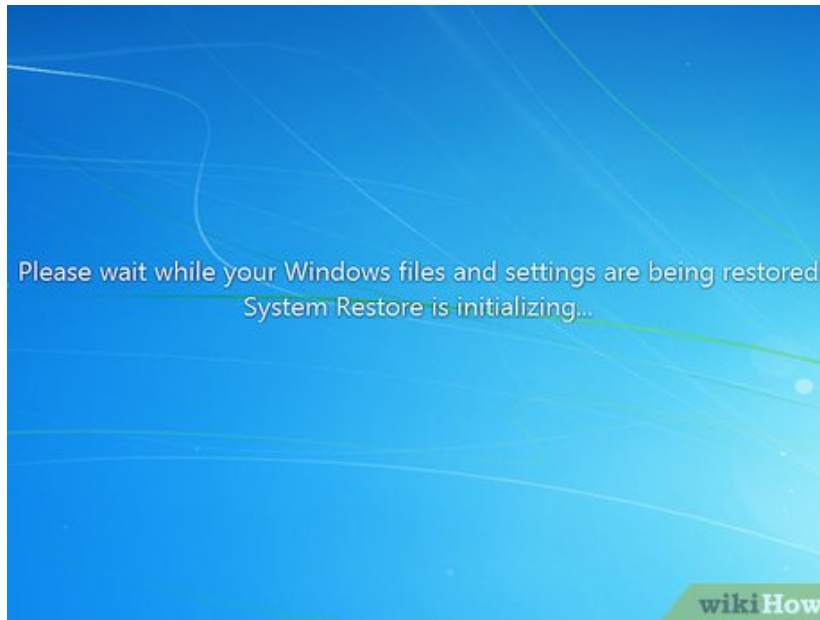 Please wait while your Windows files and settings are being restored
System Restore is initializing...
wikiHow